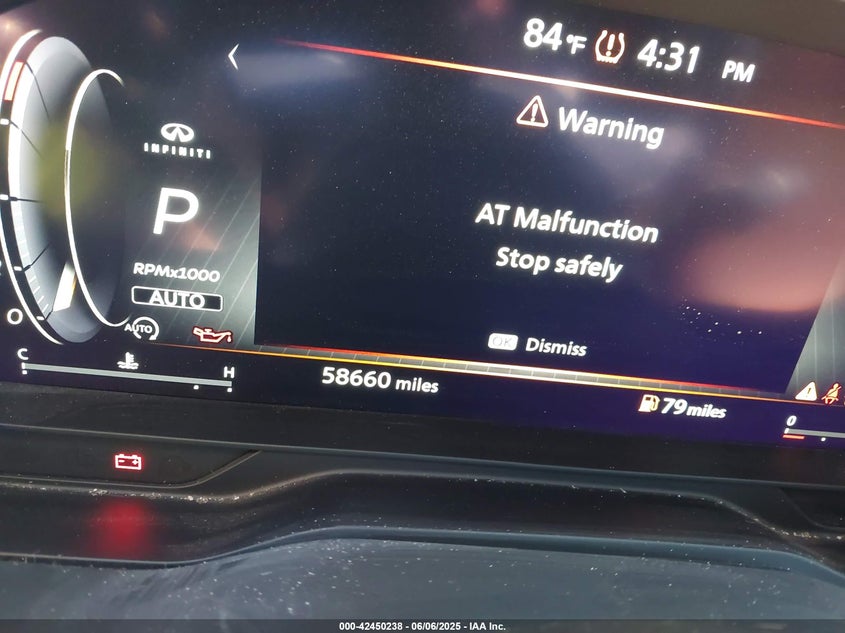 84°F
4:31 PM
Warning
INFINITI
P
AT Malfunction
Stop safely
RPMx1000
AUTO
0
AUTO
OK Dismiss
C
H
58660 miles
79 miles
0
000-42450238 - 06/06/2025 - IAA Inc.